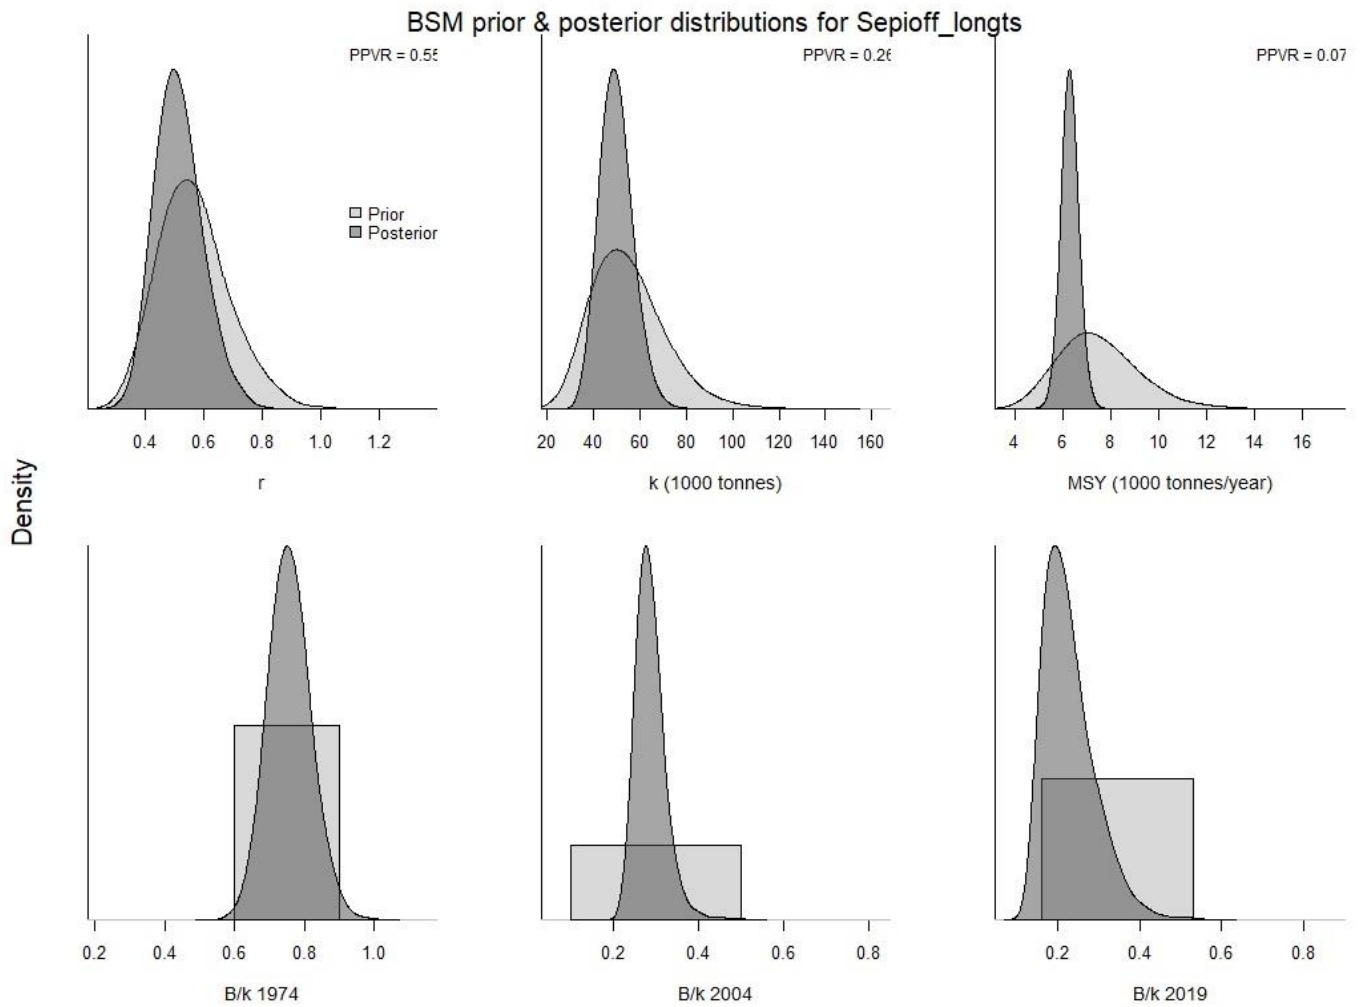 BSM prior & posterior distributions for Sepioff_longts
PPVR = 0.55
PPVR = 0.26
PPVR = 0.07
Prior
Posterior
0.4 0.6 0.8 1.0 1.2
20 40 60 80 100 120 140 160
4 6 8 10 12 14 16
r
k (1000 tonnes)
MSY (1000 tonnes/year)
Density
0.2 0.4 0.6 0.8 1.0
0.2 0.4 0.6 0.8
0.2 0.4 0.6 0.8
B/k 1974
B/k 2004
B/k 2019